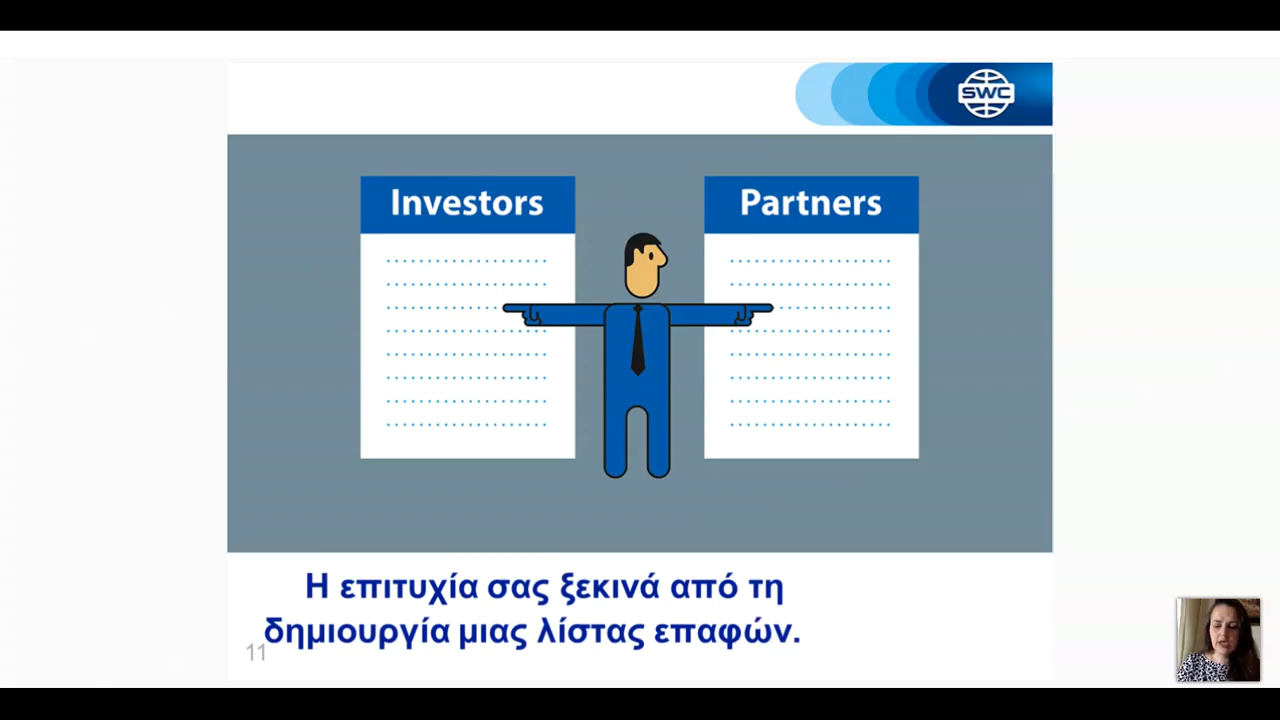 SWC
Investors
Partners
Η επιτυχία σας ξεκινά από τη
δημιουργία μιας λίστας επαφών.
11